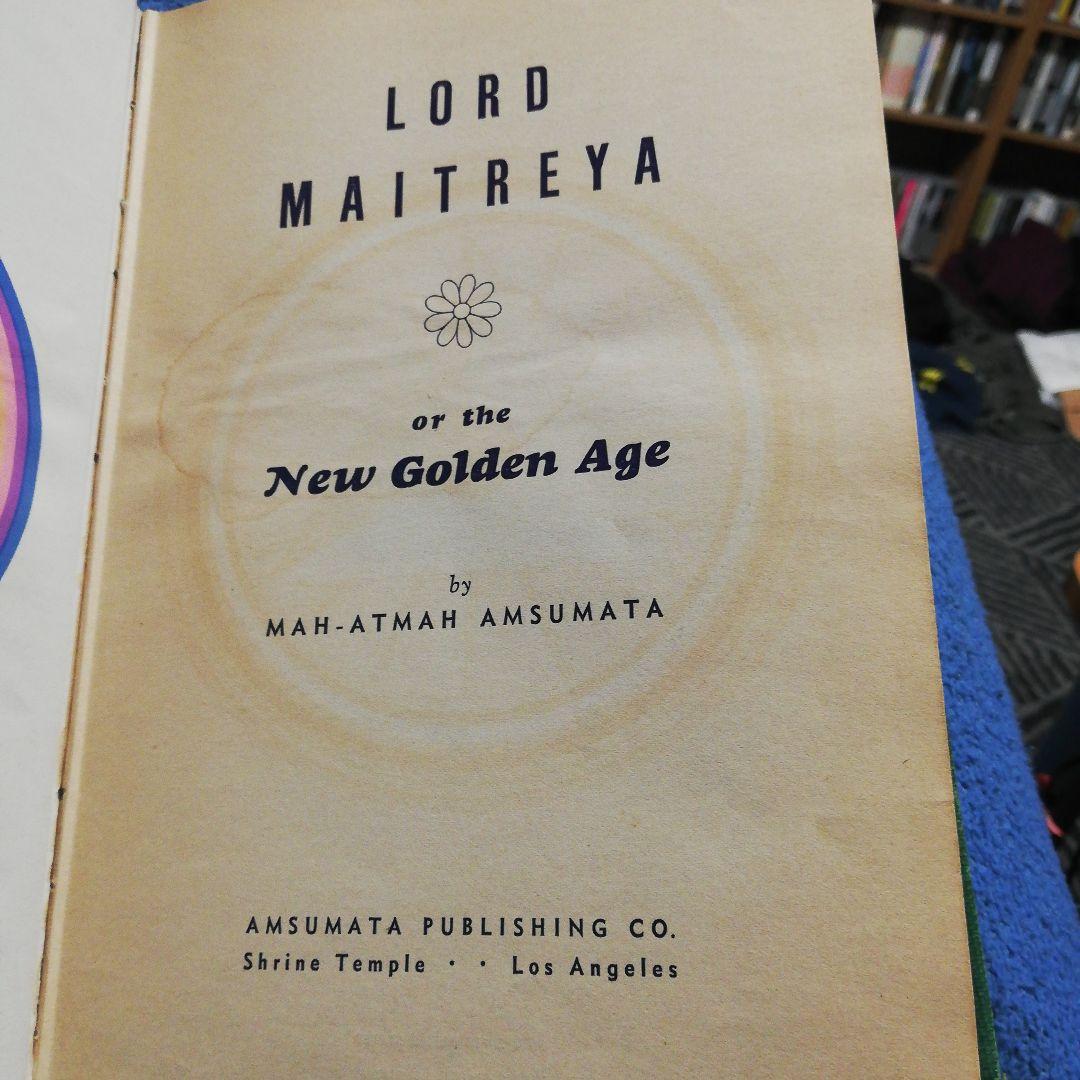 LORD
MAITREYA
or the
New Golden Age
by
MAH-ATMAH AMSUMATA
AMSUMATA PUBLISHING CO.
Shrine Temple · · Los Angeles